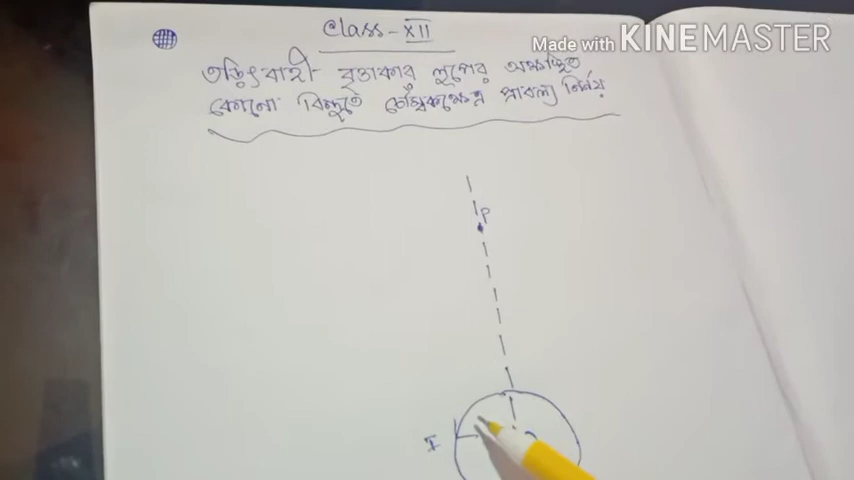 Class - XII
Made with KINEMASTER
তড়িৎবাহী বৃত্তাকার লুপের অক্ষস্থিত
কোনো বিন্দুতে চৌম্বকক্ষেত্র প্রাবল্য নির্ণয়
P
I